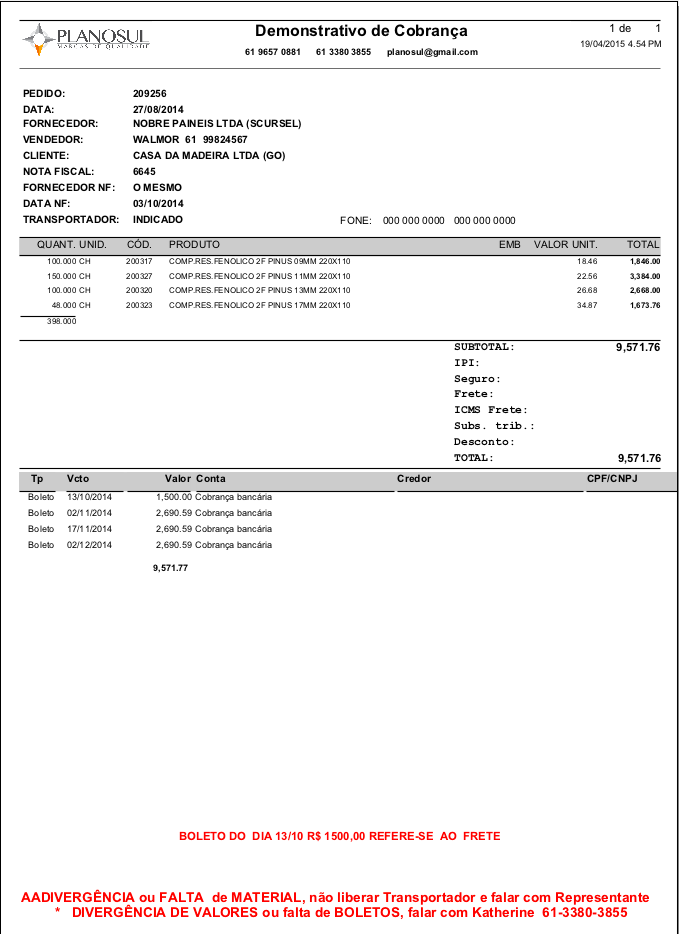 PLANOSUL
MARCAS DE QUALIDADE
Demonstrativo de Cobrança
1 de 1
61 9657 0881 61 3380 3855 planosul@gmail.com
19/04/2015 4.54 PM
PEDIDO: 209256
DATA: 27/08/2014
FORNECEDOR: NOBRE PAINEIS LTDA (SCURSEL)
VENDEDOR: WALMOR 61 99824567
CLIENTE: CASA DA MADEIRA LTDA (GO)
NOTA FISCAL: 6645
FORNECEDOR NF: O MESMO
DATA NF: 03/10/2014
TRANSPORTADOR: INDICADO FONE: 000 000 0000 000 000 0000
QUANT. UNID. CÓD. PRODUTO EMB VALOR UNIT. TOTAL
100.000 CH 200317 COMP.RES.FENOLICO 2F PINUS 09MM 220X110 18.46 1,846.00
150.000 CH 200327 COMP.RES.FENOLICO 2F PINUS 11MM 220X110 22.56 3,384.00
100.000 CH 200320 COMP.RES.FENOLICO 2F PINUS 13MM 220X110 26.68 2,668.00
48.000 CH 200323 COMP.RES.FENOLICO 2F PINUS 17MM 220X110 34.87 1,673.76
398.000
SUBTOTAL: 9,571.76
IPI:
Seguro:
Frete:
ICMS Frete:
Subs. trib.:
Desconto:
TOTAL: 9,571.76
Tp Vcto Valor Conta Credor CPF/CNPJ
Boleto 13/10/2014 1,500.00 Cobrança bancária
Boleto 02/11/2014 2,690.59 Cobrança bancária
Boleto 17/11/2014 2,690.59 Cobrança bancária
Boleto 02/12/2014 2,690.59 Cobrança bancária
9,571.77
BOLETO DO DIA 13/10 R$ 1500,00 REFERE-SE AO FRETE
AADIVERGÊNCIA ou FALTA de MATERIAL, não liberar Transportador e falar com Representante
* DIVERGÊNCIA DE VALORES ou falta de BOLETOS, falar com Katherine 61-3380-3855